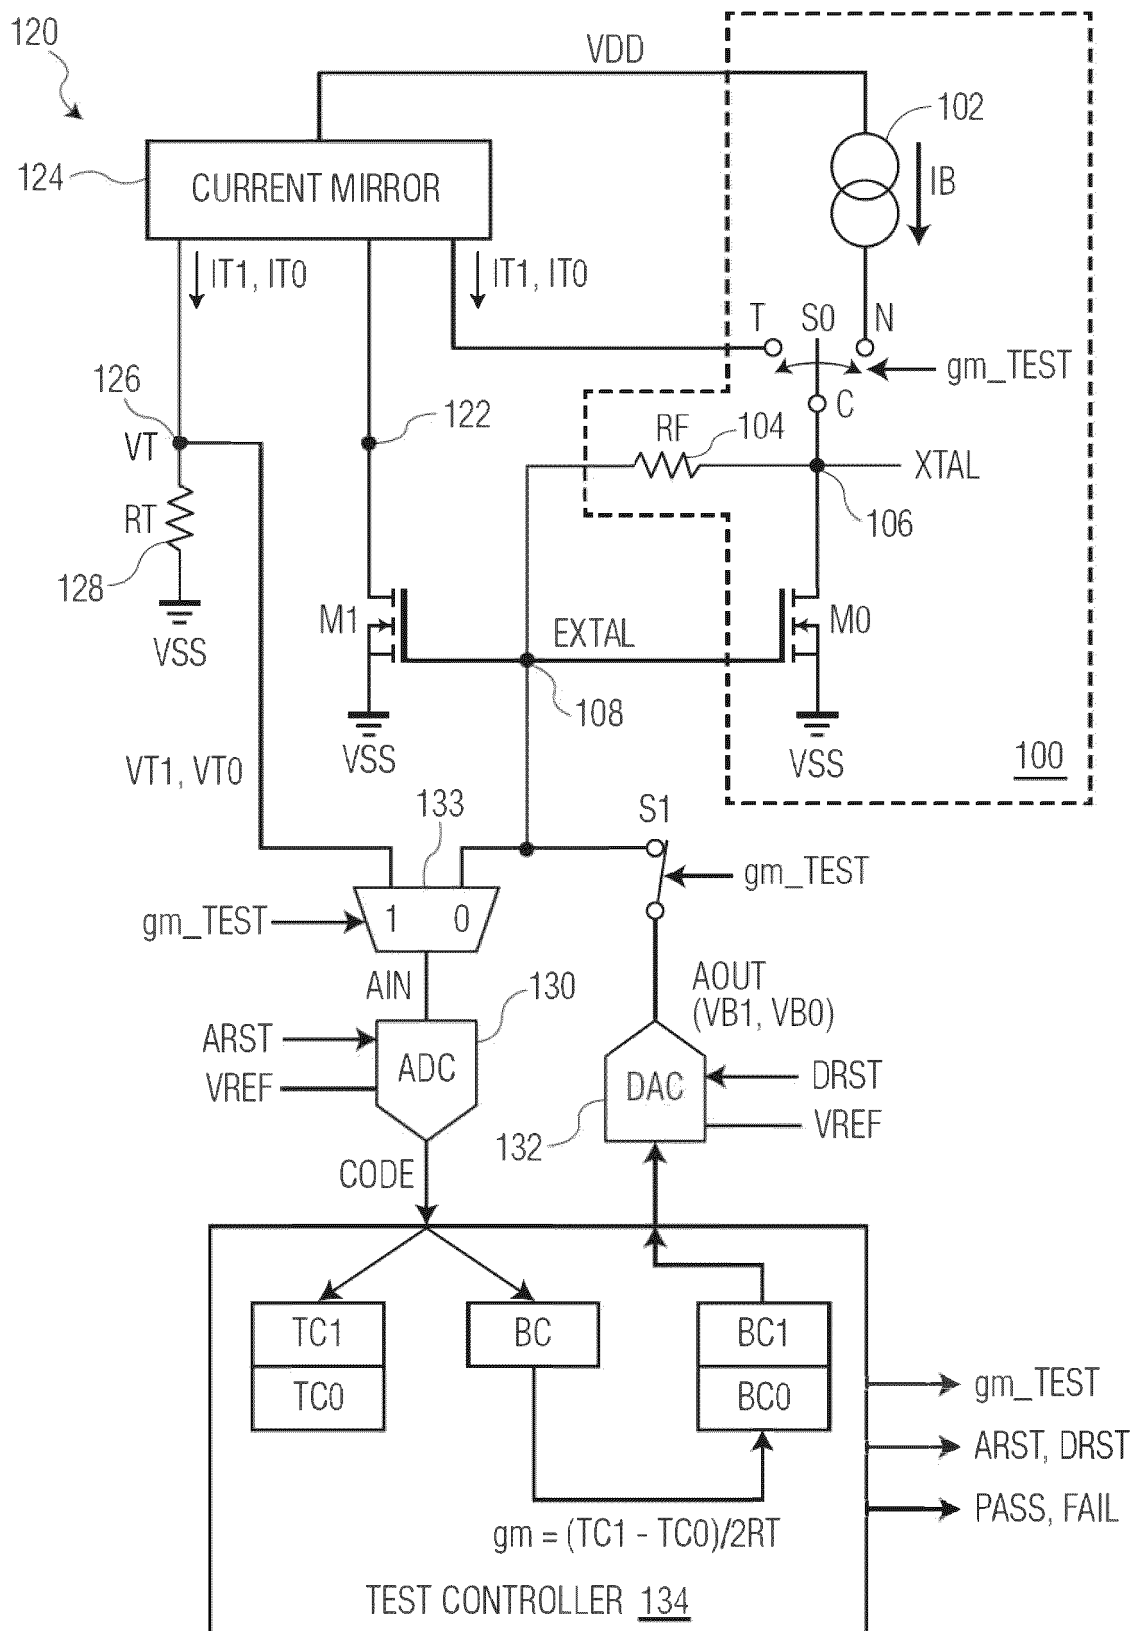 120
VDD
102
124
CURRENT MIRROR
IB
IT1, IT0
IT1, IT0
T
S0
N
gm_TEST
126
122
C
VT
RF
104
XTAL
RT
106
128
M1
EXTAL
M0
VSS
108
VSS
VSS
100
VT1, VT0
133
S1
gm_TEST
gm_TEST
1
0
AIN
130
AOUT
(VB1, VB0)
ARST
ADC
DRST
VREF
DAC
132
VREF
CODE
TC1
BC
BC1
TC0
BC0
gm_TEST
ARST, DRST
PASS, FAIL
gm = (TC1 - TC0)/2RT
TEST CONTROLLER 134